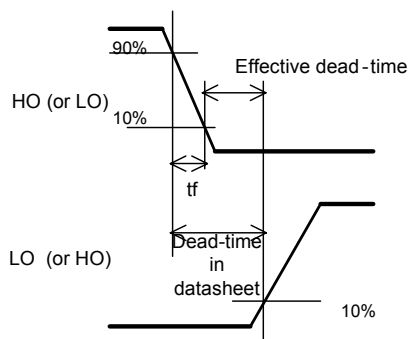 90%
Effective dead-time
HO (or LO)
10%
tf
Dead-time
in
datasheet
LO (or HO)
10%